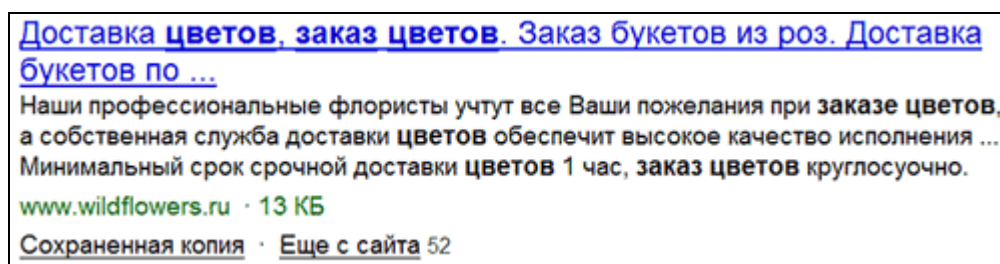 Доставка цветов, заказ цветов. Заказ букетов из роз. Доставка
букетов по ...
Наши профессиональные флористы учтут все Ваши пожелания при заказе цветов,
а собственная служба доставки цветов обеспечит высокое качество исполнения ...
Минимальный срок срочной доставки цветов 1 час, заказ цветов круглосуочно.
www.wildflowers.ru · 13 КБ
Сохраненная копия · Еще с сайта 52